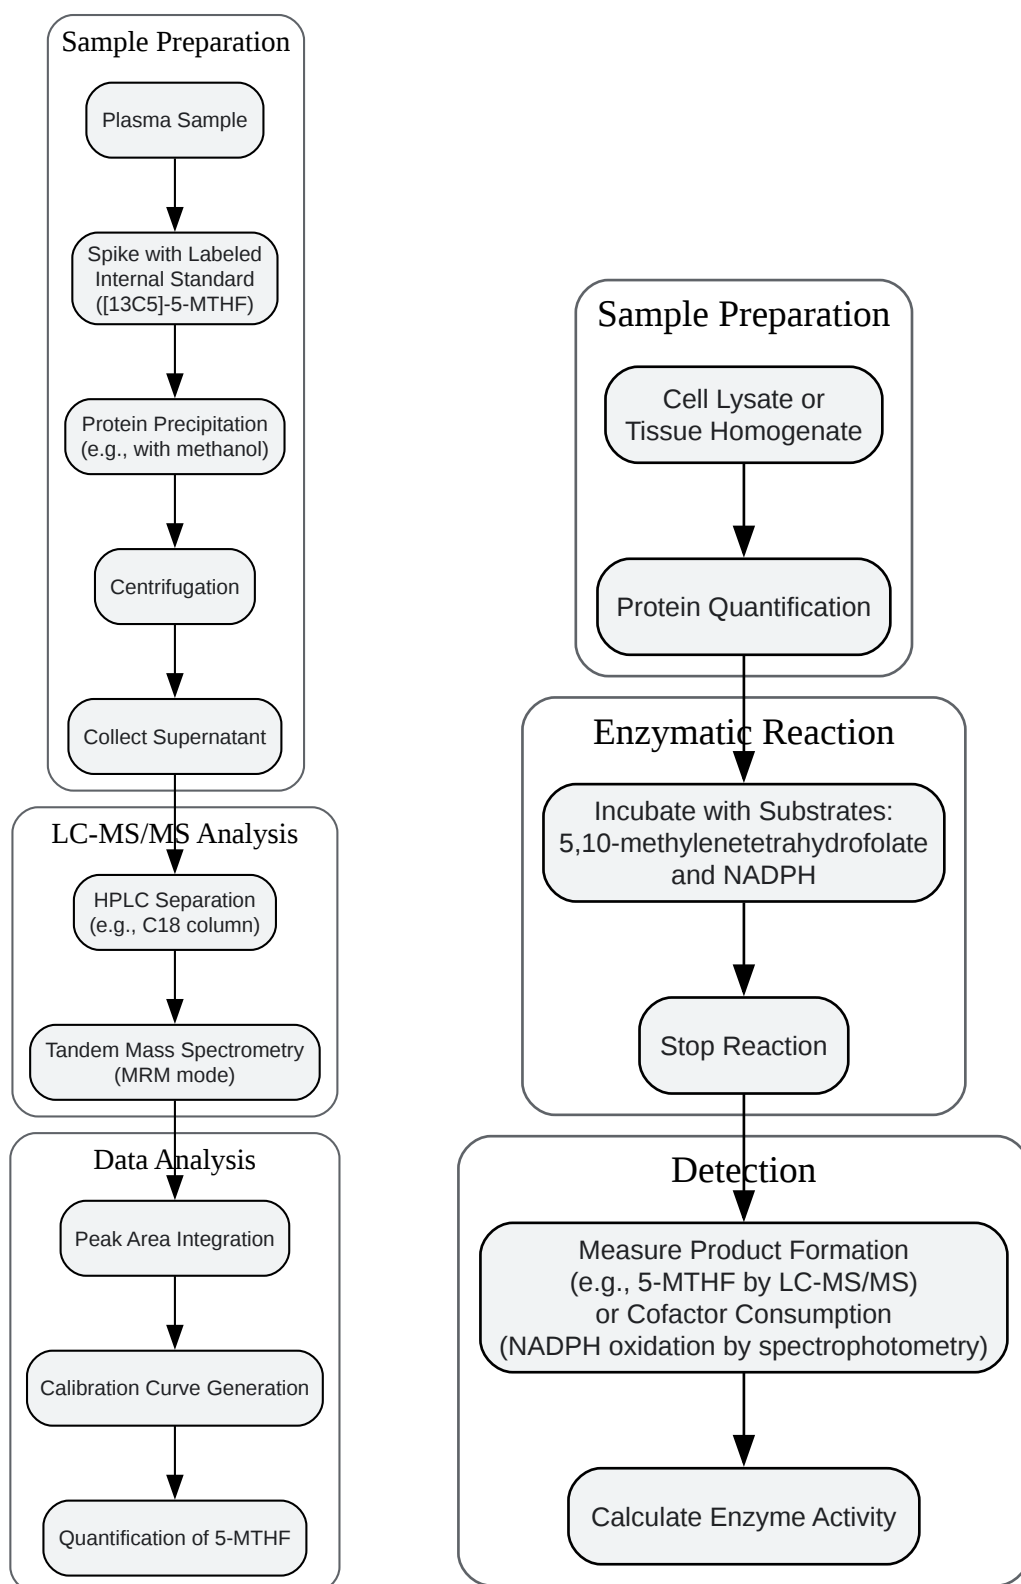 Sample Preparation
Plasma Sample
Spike with Labeled
Internal Standard
([13C5]-5-MTHF)
Protein Precipitation
(e.g., with methanol)
Centrifugation
Collect Supernatant
LC-MS/MS Analysis
HPLC Separation
(e.g., C18 column)
Tandem Mass Spectrometry
(MRM mode)
Data Analysis
Peak Area Integration
Calibration Curve Generation
Quantification of 5-MTHF
Sample Preparation
Cell Lysate or
Tissue Homogenate
Protein Quantification
Enzymatic Reaction
Incubate with Substrates:
5,10-methylenetetrahydrofolate
and NADPH
Stop Reaction
Detection
Measure Product Formation
(e.g., 5-MTHF by LC-MS/MS)
or Cofactor Consumption
(NADPH oxidation by spectrophotometry)
Calculate Enzyme Activity